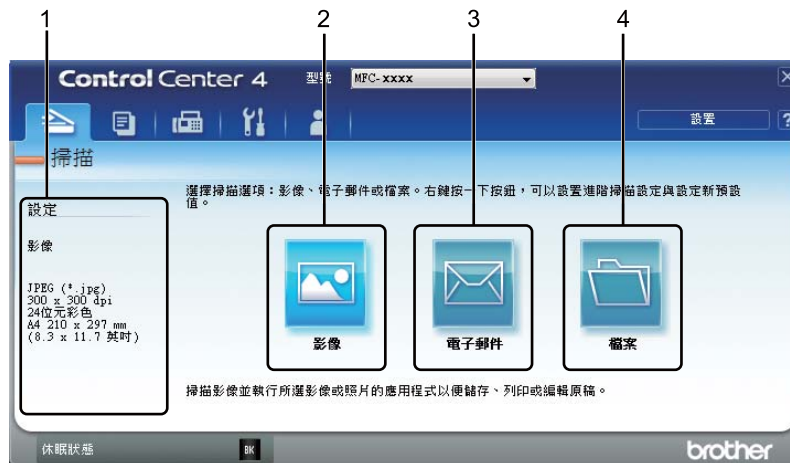 1 2 3 4
Control Center 4 型號 MFC-xxxx
設置 ?
掃描
選擇掃描選項：影像、電子郵件或檔案。右鍵按一下按鈕，可以設置進階掃描設定與設定新預設
值。
設定
影像
JPEG (*.jpg)
300 x 300 dpi
24位元彩色
A4 210 x 297 mm
(8.3 x 11.7 英吋)
影像 電子郵件 檔案
掃描影像並執行所選影像或照片的應用程式以便儲存、列印或編輯原稿。
休眠狀態 BK brother